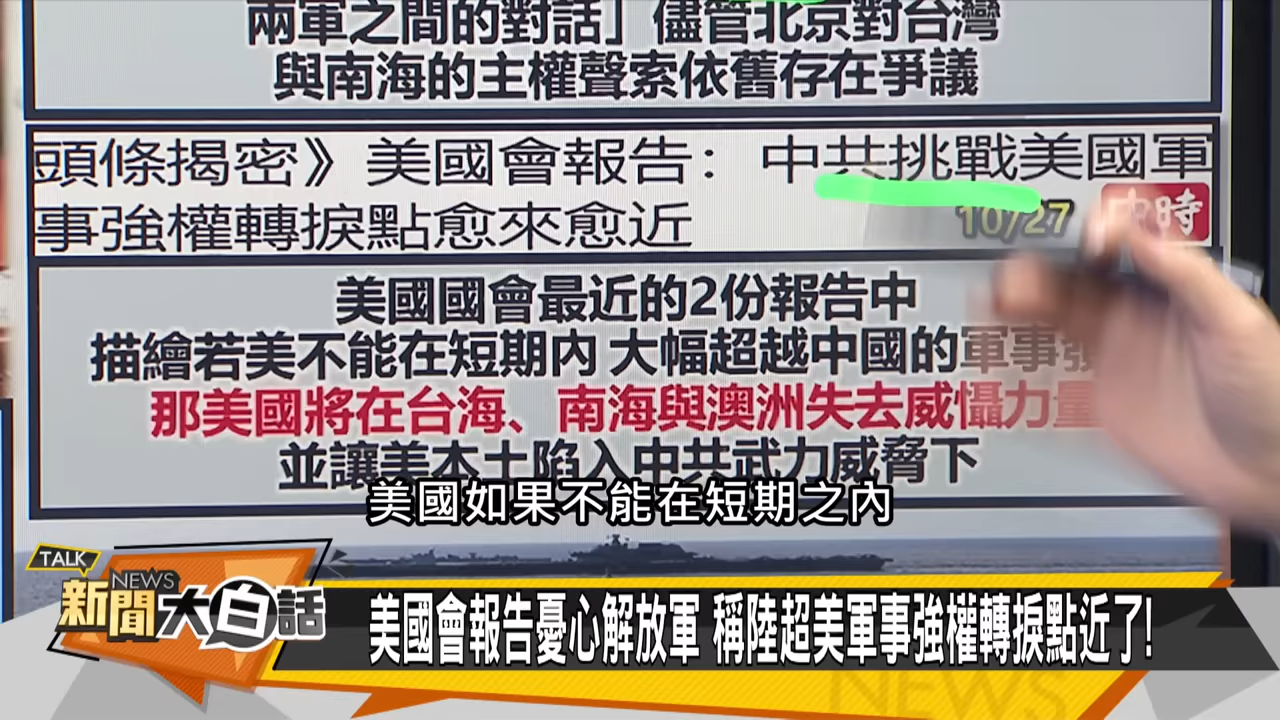 兩軍之間的對話」儘管北京對台灣
與南海的主權聲索依舊存在爭議
頭條揭密》美國會報告：中共挑戰美國軍
事強權轉捩點愈來愈近
10/27
時
美國國會最近的2份報告中
描繪若美不能在短期內 大幅超越中國的軍事
那美國將在台海、南海與澳洲失去威懾力量
並讓美本土陷入中共武力威脅下
美國如果不能在短期之內
TALK
NEWS
新聞大白話
美國會報告憂心解放軍 稱陸超美軍事強權轉捩點近了!
NEWS